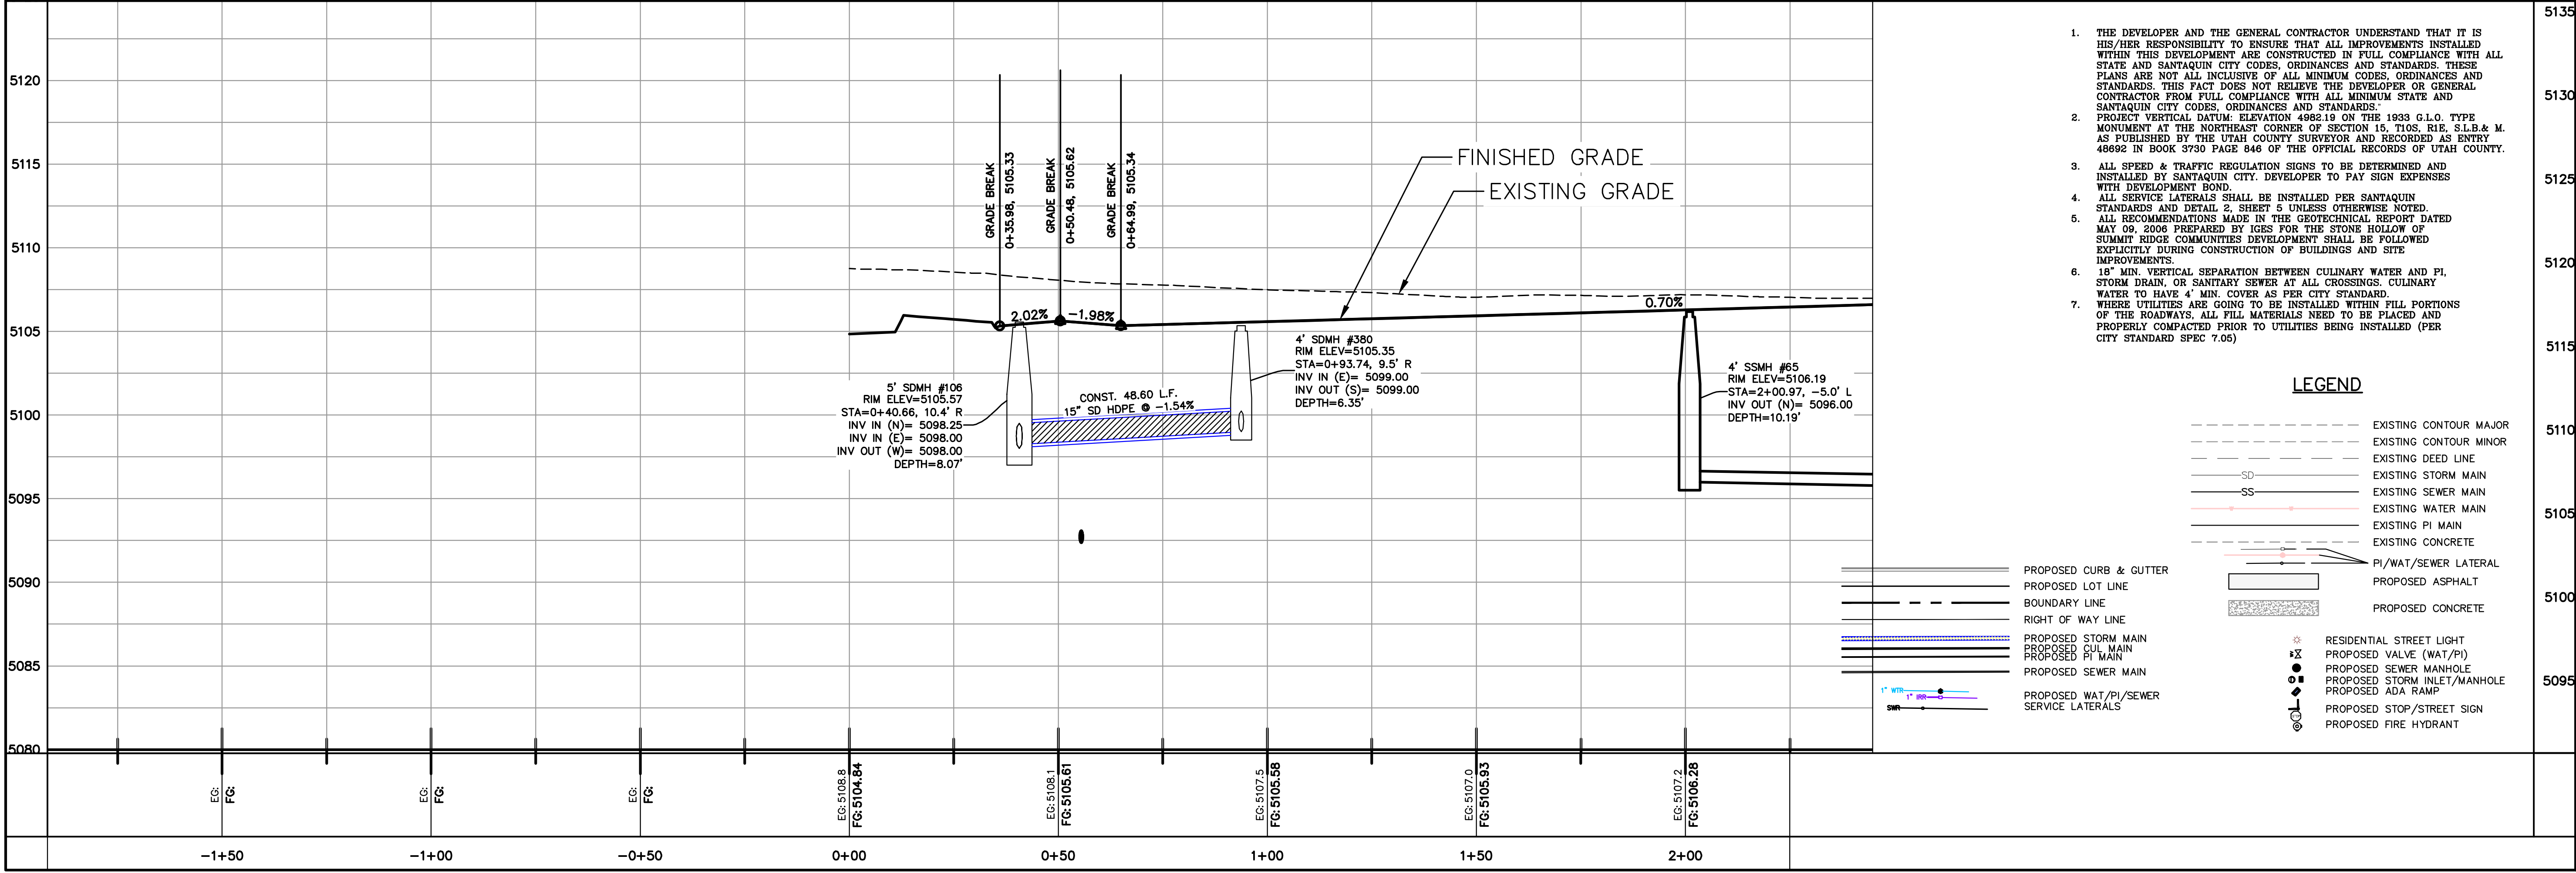 5120
5115
5110
5105
5100
5095
5090
5085
5080
GRADE BREAK
0+35.98, 5105.33
GRADE BREAK
0+50.48, 5105.62
GRADE BREAK
0+64.99, 5105.34
FINISHED GRADE
EXISTING GRADE
2.02%
-1.98%
0.70%
5' SDMH #106
RIM ELEV=5105.57
STA=0+40.66, 10.4' R
INV IN (N)= 5098.25
INV IN (E)= 5098.00
INV OUT (W)= 5098.00
DEPTH=8.07'
CONST. 48.60 L.F.
15" SD HDPE @ -1.54%
4' SDMH #380
RIM ELEV=5105.35
STA=0+93.74, 9.5' R
INV IN (E)= 5099.00
INV OUT (S)= 5099.00
DEPTH=6.35'
4' SSMH #65
RIM ELEV=5106.19
STA=2+00.97, -5.0' L
INV OUT (N)= 5096.00
DEPTH=10.19'
EG:
FG:
EG:
FG:
EG:
FG:
EG: 5108.8
FG: 5104.84
EG: 5108.1
FG: 5105.61
EG: 5107.5
FG: 5105.58
EG: 5107.0
FG: 5105.93
EG: 5107.2
FG: 5106.28
-1+50
-1+00
-0+50
0+00
0+50
1+00
1+50
2+00
1. THE DEVELOPER AND THE GENERAL CONTRACTOR UNDERSTAND THAT IT IS
HIS/HER RESPONSIBILITY TO ENSURE THAT ALL IMPROVEMENTS INSTALLED
WITHIN THIS DEVELOPMENT ARE CONSTRUCTED IN FULL COMPLIANCE WITH ALL
STATE AND SANTAQUIN CITY CODES, ORDINANCES AND STANDARDS. THESE
PLANS ARE NOT ALL INCLUSIVE OF ALL MINIMUM CODES, ORDINANCES AND
STANDARDS. THIS FACT DOES NOT RELIEVE THE DEVELOPER OR GENERAL
CONTRACTOR FROM FULL COMPLIANCE WITH ALL MINIMUM STATE AND
SANTAQUIN CITY CODES, ORDINANCES AND STANDARDS."
2. PROJECT VERTICAL DATUM: ELEVATION 4982.19 ON THE 1933 G.L.O. TYPE
MONUMENT AT THE NORTHEAST CORNER OF SECTION 15, T10S, R1E, S.L.B.& M.
AS PUBLISHED BY THE UTAH COUNTY SURVEYOR AND RECORDED AS ENTRY
48692 IN BOOK 3730 PAGE 846 OF THE OFFICIAL RECORDS OF UTAH COUNTY.
3. ALL SPEED & TRAFFIC REGULATION SIGNS TO BE DETERMINED AND
INSTALLED BY SANTAQUIN CITY. DEVELOPER TO PAY SIGN EXPENSES
WITH DEVELOPMENT BOND.
4. ALL SERVICE LATERALS SHALL BE INSTALLED PER SANTAQUIN
STANDARDS AND DETAIL 2, SHEET 5 UNLESS OTHERWISE NOTED.
5. ALL RECOMMENDATIONS MADE IN THE GEOTECHNICAL REPORT DATED
MAY 09, 2006 PREPARED BY IGES FOR THE STONE HOLLOW OF
SUMMIT RIDGE COMMUNITIES DEVELOPMENT SHALL BE FOLLOWED
EXPLICITLY DURING CONSTRUCTION OF BUILDINGS AND SITE
IMPROVEMENTS.
6. 18" MIN. VERTICAL SEPARATION BETWEEN CULINARY WATER AND PI,
STORM DRAIN, OR SANITARY SEWER AT ALL CROSSINGS. CULINARY
WATER TO HAVE 4' MIN. COVER AS PER CITY STANDARD.
7. WHERE UTILITIES ARE GOING TO BE INSTALLED WITHIN FILL PORTIONS
OF THE ROADWAYS, ALL FILL MATERIALS NEED TO BE PLACED AND
PROPERLY COMPACTED PRIOR TO UTILITIES BEING INSTALLED (PER
CITY STANDARD SPEC 7.05)
LEGEND
EXISTING CONTOUR MAJOR
EXISTING CONTOUR MINOR
EXISTING DEED LINE
SD
EXISTING STORM MAIN
SS
EXISTING SEWER MAIN
EXISTING WATER MAIN
EXISTING PI MAIN
EXISTING CONCRETE
PI/WAT/SEWER LATERAL
PROPOSED ASPHALT
PROPOSED CONCRETE
PROPOSED CURB & GUTTER
PROPOSED LOT LINE
BOUNDARY LINE
RIGHT OF WAY LINE
PROPOSED STORM MAIN
PROPOSED CUL MAIN
PROPOSED PI MAIN
PROPOSED SEWER MAIN
1" WTR
1" IRR
SWR
PROPOSED WAT/PI/SEWER
SERVICE LATERALS
RESIDENTIAL STREET LIGHT
PROPOSED VALVE (WAT/PI)
PROPOSED SEWER MANHOLE
PROPOSED STORM INLET/MANHOLE
PROPOSED ADA RAMP
PROPOSED STOP/STREET SIGN
PROPOSED FIRE HYDRANT
5135
5130
5125
5120
5115
5110
5105
5100
5095